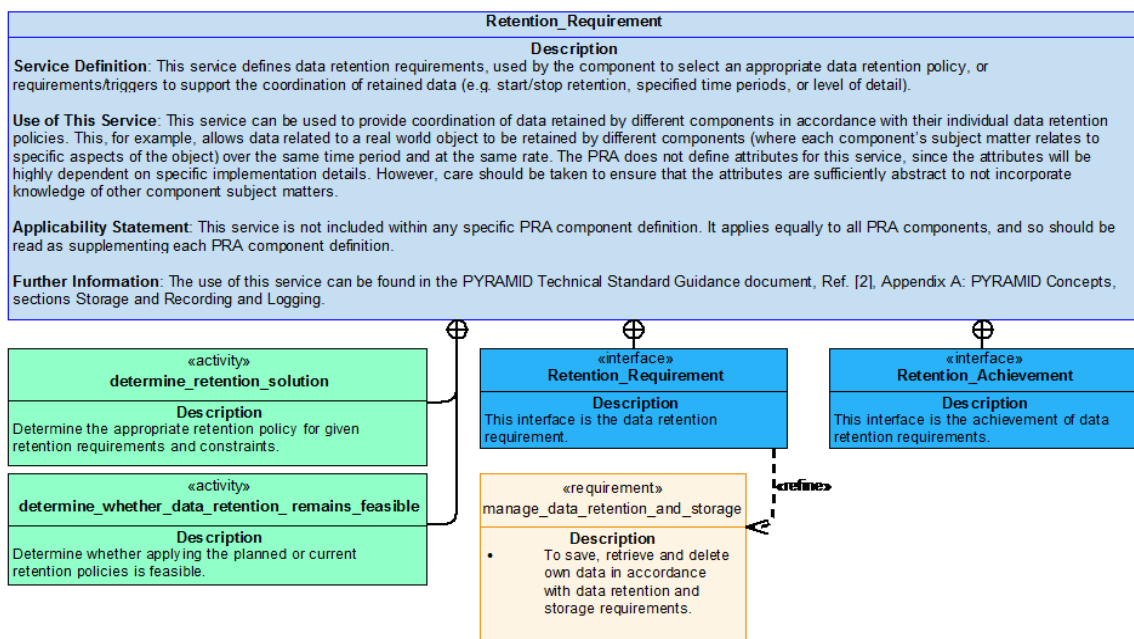 Retention_Requirement
Description
Service Definition: This service defines data retention requirements, used by the component to select an appropriate data retention policy, or
requirements/triggers to support the coordination of retained data (e.g. start/stop retention, specified time periods, or level of detail).
Use of This Service: This service can be used to provide coordination of data retained by different components in accordance with their individual data retention
policies. This, for example, allows data related to a real world object to be retained by different components (where each component's subject matter relates to
specific aspects of the object) over the same time period and at the same rate. The PRA does not define attributes for this service, since the attributes will be
highly dependent on specific implementation details. However, care should be taken to ensure that the attributes are sufficiently abstract to not incorporate
knowledge of other component subject matters.
Applicability Statement: This service is not included within any specific PRA component definition. It applies equally to all PRA components, and so should be
read as supplementing each PRA component definition.
Further Information: The use of this service can be found in the PYRAMID Technical Standard Guidance document, Ref. [2], Appendix A: PYRAMID Concepts,
sections Storage and Recording and Logging.
«activity»
determine_retention_solution
Description
Determine the appropriate retention policy for given
retention requirements and constraints.
«interface»
Retention_Requirement
Description
This interface is the data retention
requirement.
«interface»
Retention_Achievement
Description
This interface is the achievement of data
retention requirements.
«activity»
determine_whether_data_retention_ remains_feasible
Description
Determine whether applying the planned or current
retention policies is feasible.
«refine»
«requirement»
manage_data_retention_and_storage
Description
• To save, retrieve and delete
own data in accordance
with data retention and
storage requirements.